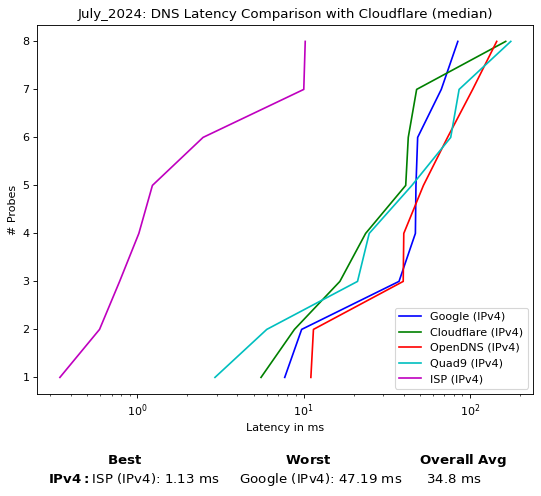 July_2024: DNS Latency Comparison with Cloudflare (median)
8
7
6
5
4
3
2
1
# Probes
Google (IPv4)
Cloudflare (IPv4)
OpenDNS (IPv4)
Quad9 (IPv4)
ISP (IPv4)
10⁰ 10¹ 10²
Latency in ms
Best Worst Overall Avg
IPv4: ISP (IPv4): 1.13 ms Google (IPv4): 47.19 ms 34.8 ms